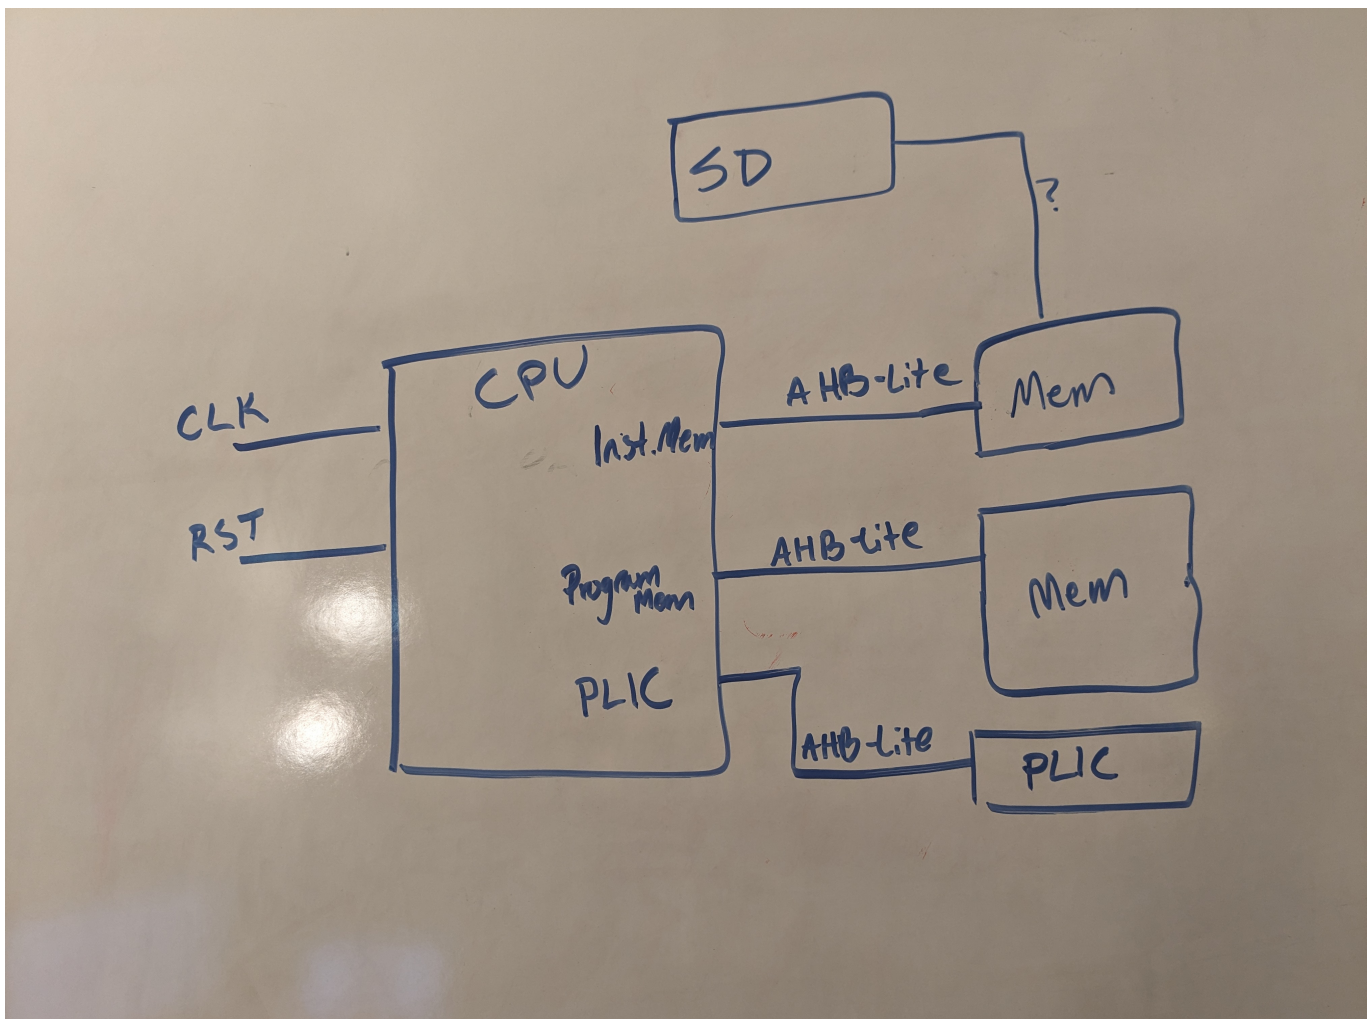 SD
?
CPU
AHB-Lite
Mem
CLK
Inst.Mem
RST
AHB-Lite
Program
Mem
Mem
PLIC
AHB-Lite
PLIC